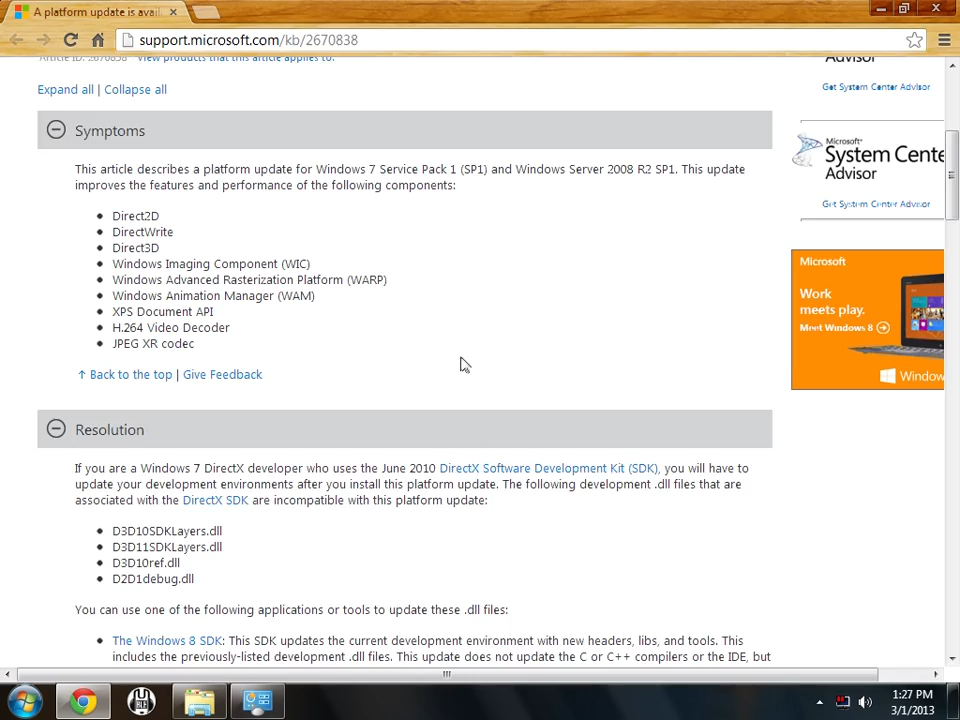 A platform update is avai
support.microsoft.com/kb/2670838
View products that this article applies to.
Expand all | Collapse all
Symptoms
This article describes a platform update for Windows 7 Service Pack 1 (SP1) and Windows Server 2008 R2 SP1. This update
improves the features and performance of the following components:
Direct2D
DirectWrite
Direct3D
Windows Imaging Component (WIC)
Windows Advanced Rasterization Platform (WARP)
Windows Animation Manager (WAM)
XPS Document API
H.264 Video Decoder
JPEG XR codec
↑ Back to the top | Give Feedback
Resolution
If you are a Windows 7 DirectX developer who uses the June 2010 DirectX Software Development Kit (SDK), you will have to
update your development environments after you install this platform update. The following development .dll files that are
associated with the DirectX SDK are incompatible with this platform update:
D3D10SDKLayers.dll
D3D11SDKLayers.dll
D3D10ref.dll
D2D1debug.dll
You can use one of the following applications or tools to update these .dll files:
The Windows 8 SDK: This SDK updates the current development environment with new headers, libs, and tools. This
includes the previously-listed development .dll files. This update does not update the C or C++ compilers or the IDE, but
Advisor
Get System Center Advisor
Microsoft
System Cente
Advisor
Get System Center Advisor
Microsoft
Work
meets play.
Meet Windows 8
Window
1:27 PM
3/1/2013